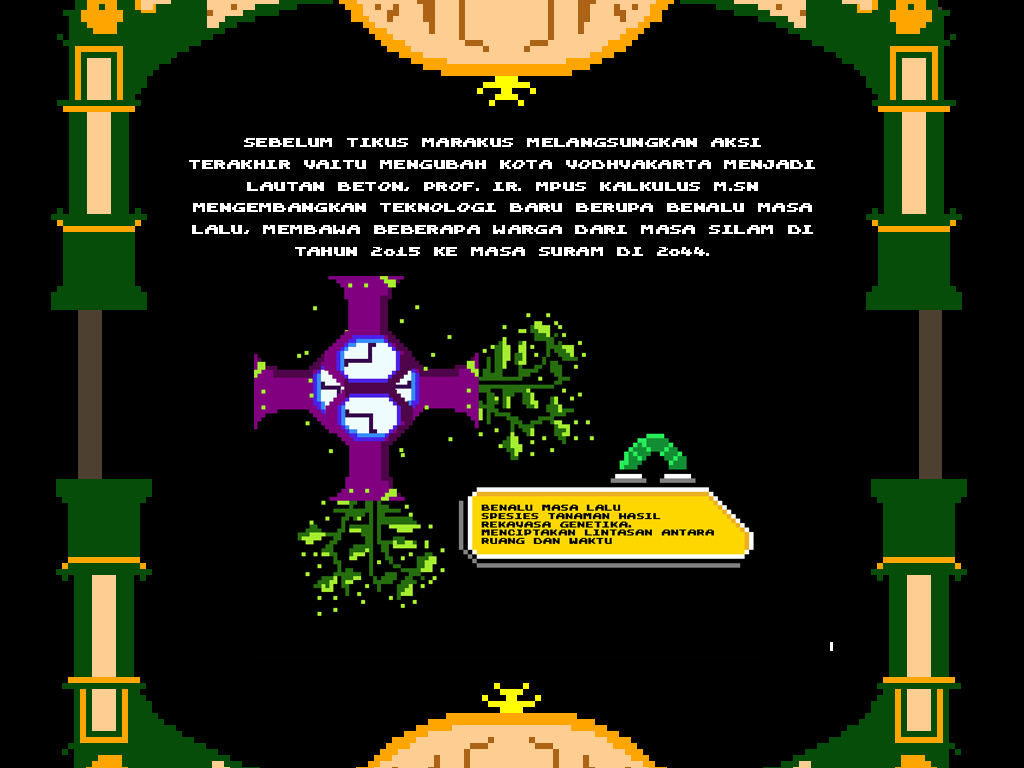 SEBELUM TIKUS MARAKUS MELANGSUNGKAN AKSI
TERAKHIR YAITU MENGUBAH KOTA YODHYAKARTA MENJADI
LAUTAN BETON, PROF. IR. MPUS KALKULUS M.SN
MENGEMBANGKAN TEKNOLOGI BARU BERUPA BENALU MASA
LALU, MEMBAWA BEBERAPA WARGA DARI MASA SILAM DI
TAHUN 2015 KE MASA SURAM DI 2044.
BENALU MASA LALU
SPESIES TANAMAN HASIL
REKAYASA GENETIKA.
MENCIPTAKAN LINTASAN ANTARA
RUANG DAN WAKTU